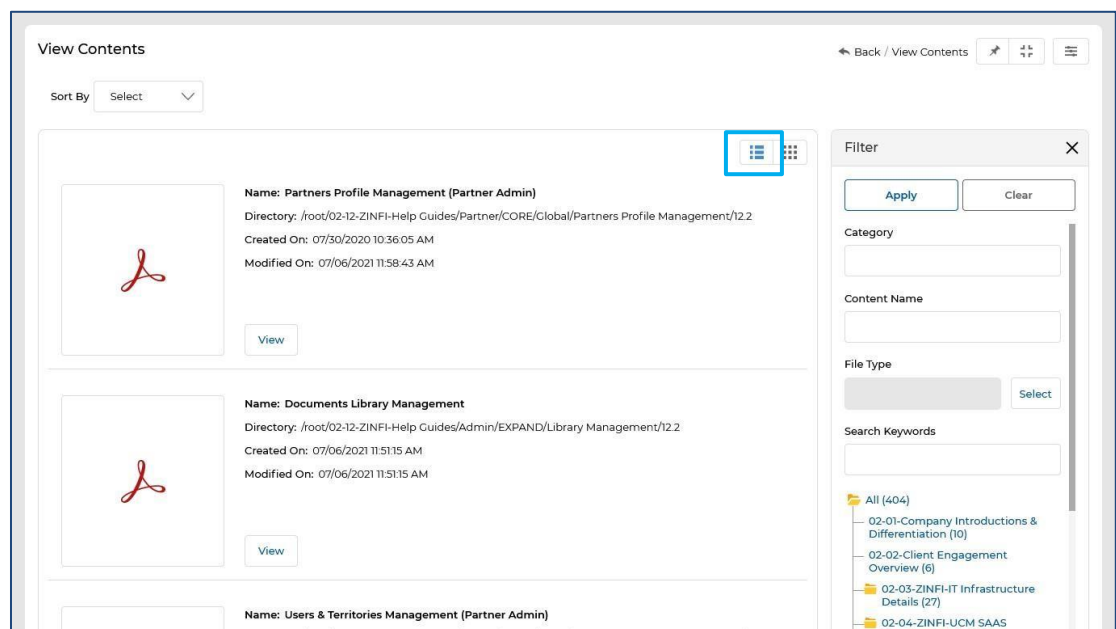 View Contents
Back / View Contents
Sort By Select
Name: Partners Profile Management (Partner Admin)
Directory: /root/02-12-ZINFI-Help Guides/Partner/CORE/Global/Partners Profile Management/12.2
Created On: 07/30/2020 10:36:05 AM
Modified On: 07/06/2021 11:58:43 AM
View
Name: Documents Library Management
Directory: /root/02-12-ZINFI-Help Guides/Admin/EXPAND/Library Management/12.2
Created On: 07/06/2021 11:51:15 AM
Modified On: 07/06/2021 11:51:15 AM
View
Name: Users & Territories Management (Partner Admin)
Filter
Apply Clear
Category
Content Name
File Type
Select
Search Keywords
All (404)
02-01-Company Introductions &
Differentiation (10)
02-02-Client Engagement
Overview (6)
02-03-ZINFI-IT Infrastructure
Details (27)
02-04-ZINFI-UCM SAAS